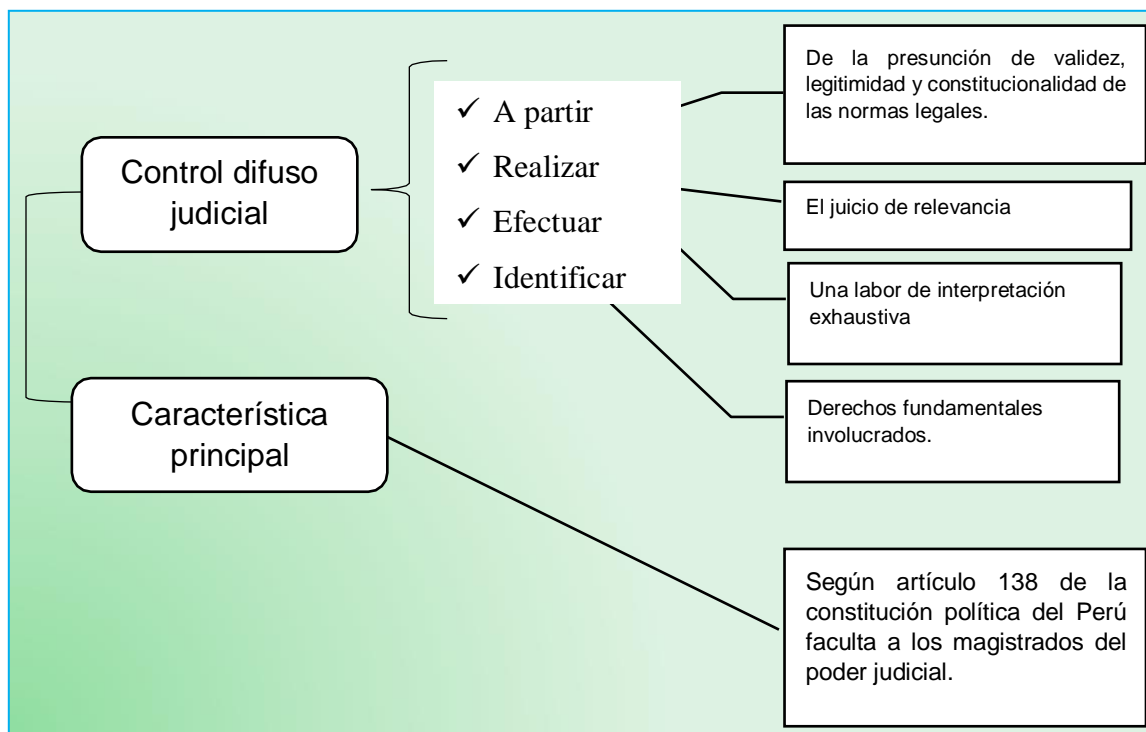 Control difuso
judicial
✓ A partir
✓ Realizar
✓ Efectuar
✓ Identificar
De la presunción de validez,
legitimidad y constitucionalidad de
las normas legales.
El juicio de relevancia
Una labor de interpretación
exhaustiva
Derechos fundamentales
involucrados.
Característica
principal
Según artículo 138 de la
constitución política del Perú
faculta a los magistrados del
poder judicial.